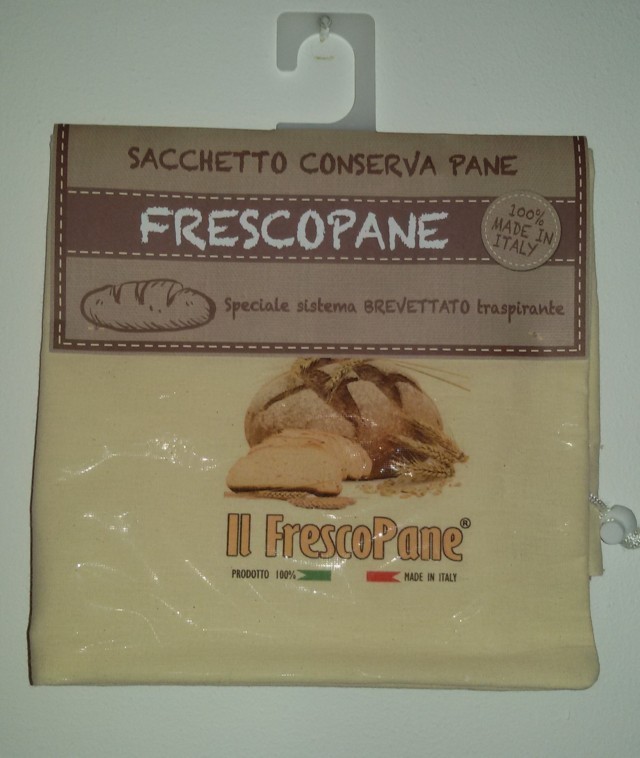 SACCHETTO CONSERVA PANE
FRESCOPANE
100%
MADE IN
ITALY
Speciale sistema BREVETTATO traspirante
Il FrescoPane®
PRODOTTO 100% MADE IN ITALY